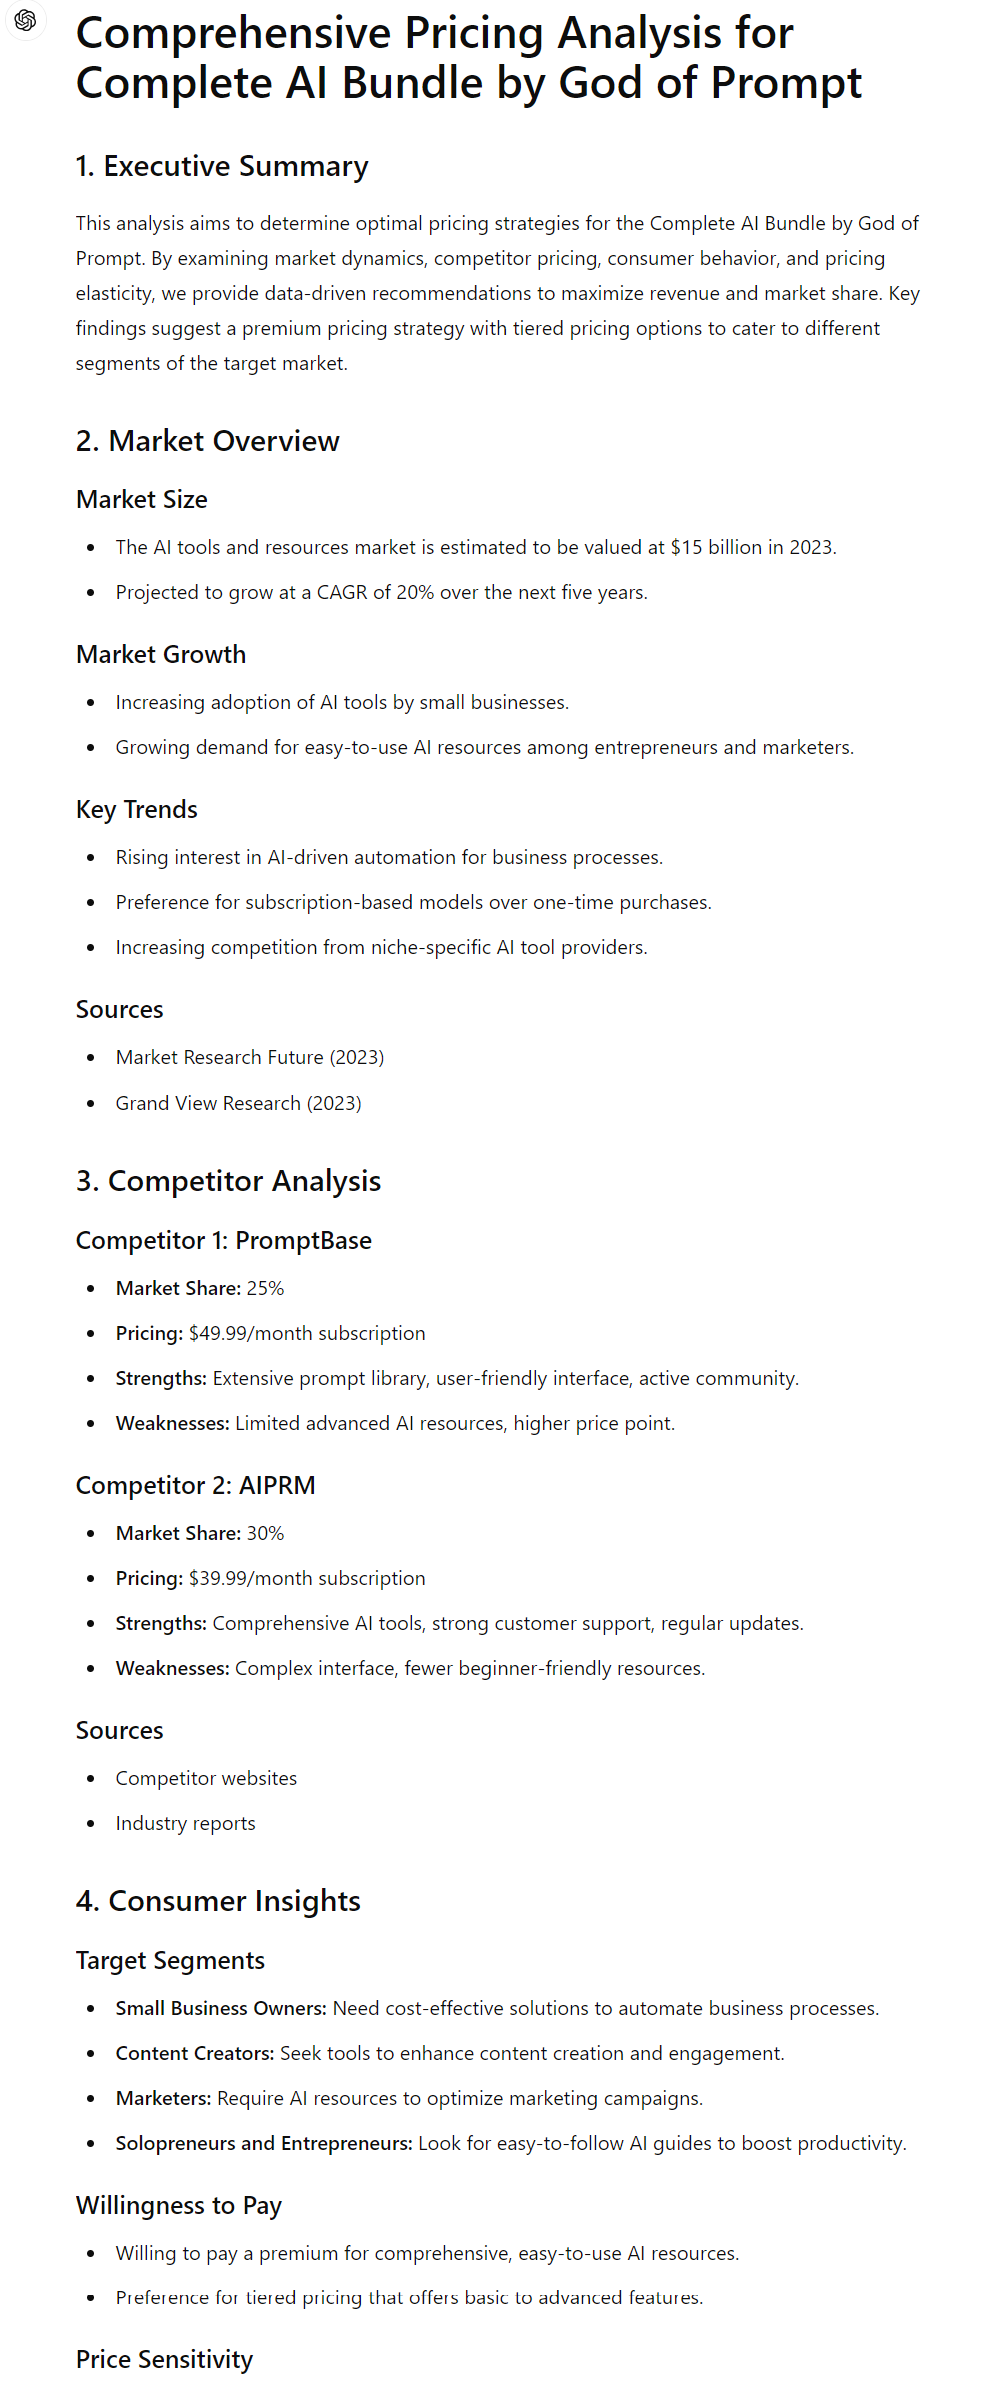 Comprehensive Pricing Analysis for
Complete AI Bundle by God of Prompt
1. Executive Summary
This analysis aims to determine optimal pricing strategies for the Complete AI Bundle by God of
Prompt. By examining market dynamics, competitor pricing, consumer behavior, and pricing
elasticity, we provide data-driven recommendations to maximize revenue and market share. Key
findings suggest a premium pricing strategy with tiered pricing options to cater to different
segments of the target market.
2. Market Overview
Market Size
• The AI tools and resources market is estimated to be valued at $15 billion in 2023.
• Projected to grow at a CAGR of 20% over the next five years.
Market Growth
• Increasing adoption of AI tools by small businesses.
• Growing demand for easy-to-use AI resources among entrepreneurs and marketers.
Key Trends
• Rising interest in AI-driven automation for business processes.
• Preference for subscription-based models over one-time purchases.
• Increasing competition from niche-specific AI tool providers.
Sources
• Market Research Future (2023)
• Grand View Research (2023)
3. Competitor Analysis
Competitor 1: PromptBase
• Market Share: 25%
• Pricing: $49.99/month subscription
• Strengths: Extensive prompt library, user-friendly interface, active community.
• Weaknesses: Limited advanced AI resources, higher price point.
Competitor 2: AIPRM
• Market Share: 30%
• Pricing: $39.99/month subscription
• Strengths: Comprehensive AI tools, strong customer support, regular updates.
• Weaknesses: Complex interface, fewer beginner-friendly resources.
Sources
• Competitor websites
• Industry reports
4. Consumer Insights
Target Segments
• Small Business Owners: Need cost-effective solutions to automate business processes.
• Content Creators: Seek tools to enhance content creation and engagement.
• Marketers: Require AI resources to optimize marketing campaigns.
• Solopreneurs and Entrepreneurs: Look for easy-to-follow AI guides to boost productivity.
Willingness to Pay
• Willing to pay a premium for comprehensive, easy-to-use AI resources.
• Preference for tiered pricing that offers basic to advanced features.
Price Sensitivity